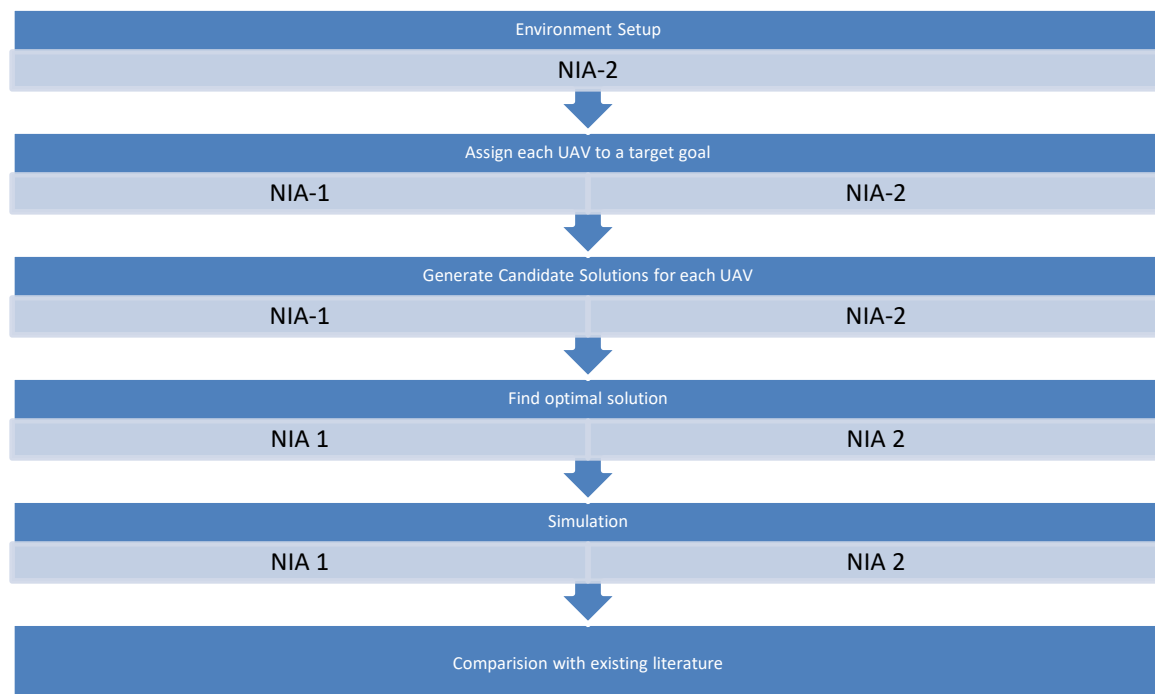 Environment Setup
NIA-2
Assign each UAV to a target goal
NIA-1 NIA-2
Generate Candidate Solutions for each UAV
NIA-1 NIA-2
Find optimal solution
NIA 1 NIA 2
Simulation
NIA 1 NIA 2
Comparision with existing literature